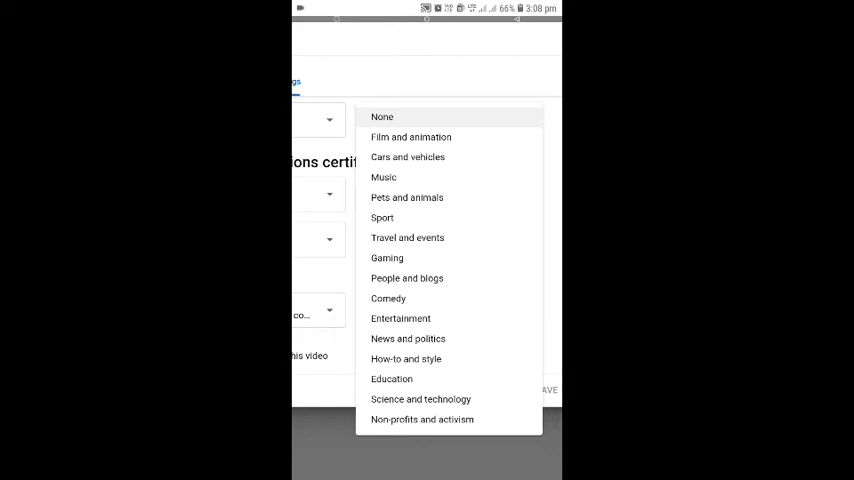 66% 3:08 pm
gs
None
Film and animation
ions certif
Cars and vehicles
Music
Pets and animals
Sport
Travel and events
Gaming
People and blogs
Comedy
co...
Entertainment
News and politics
his video
How-to and style
Education
AVE
Science and technology
Non-profits and activism